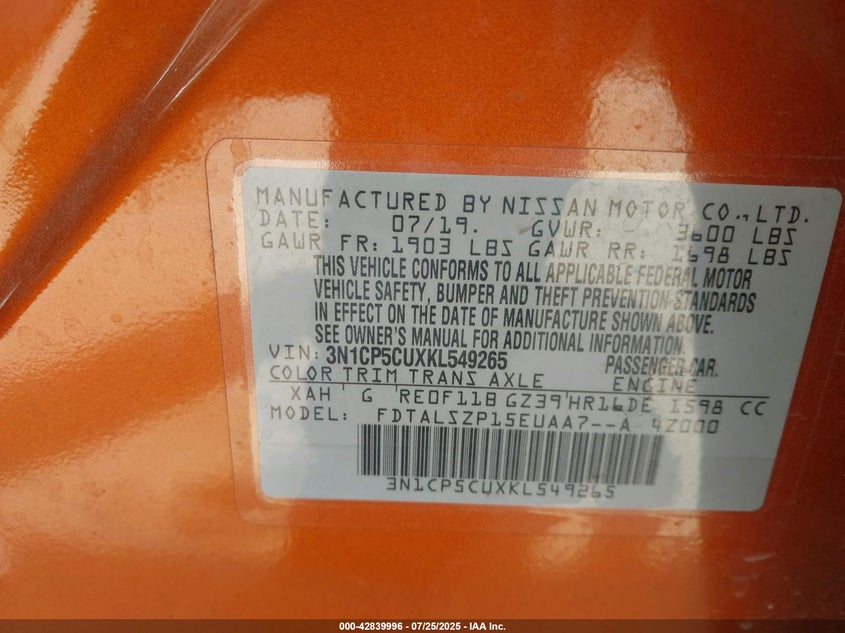 MANUFACTURED BY NISSAN MOTOR CO.,LTD.
DATE: 07/19. GVWR: 3600 LBS
GAWR FR: 1903 LBS GAWR RR: 1698 LBS
THIS VEHICLE CONFORMS TO ALL APPLICABLE FEDERAL MOTOR
VEHICLE SAFETY, BUMPER AND THEFT PREVENTION STANDARDS
IN EFFECT ON THE DATE OF MANUFACTURE SHOWN ABOVE.
SEE OWNER'S MANUAL FOR ADDITIONAL INFORMATION.
VIN: 3N1CP5CUXKL549265 PASSENGER CAR.
COLOR TRIM TRANS AXLE ENGINE
XAH ' G ' RE0F11B GZ39'HR16DE 1598 CC
MODEL: FDTALSZP15EUAA7--A 4Z000
3N1CP5CUXKL549265
000-42839996 - 07/25/2025 - IAA Inc.